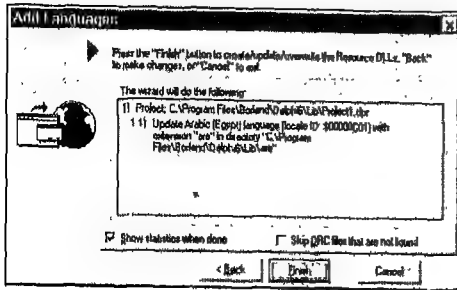 Add Languages
Press the "Finish" button to create/update/overwrite the Resource DLLs, "Back"
to make changes, or "Cancel" to exit.
The wizard will do the following:
1) Project: C:\Program Files\Borland\Delphi6\Lib\Project1.dpr
1.1) Update Arabic (Egypt) language (locale ID: $00000C01) with
extension "are" in directory "C:\Program
Files\Borland\Delphi6\Lib\are"
Show statistics when done
Skip DRC files that are not found
< Back
Finish
Cancel